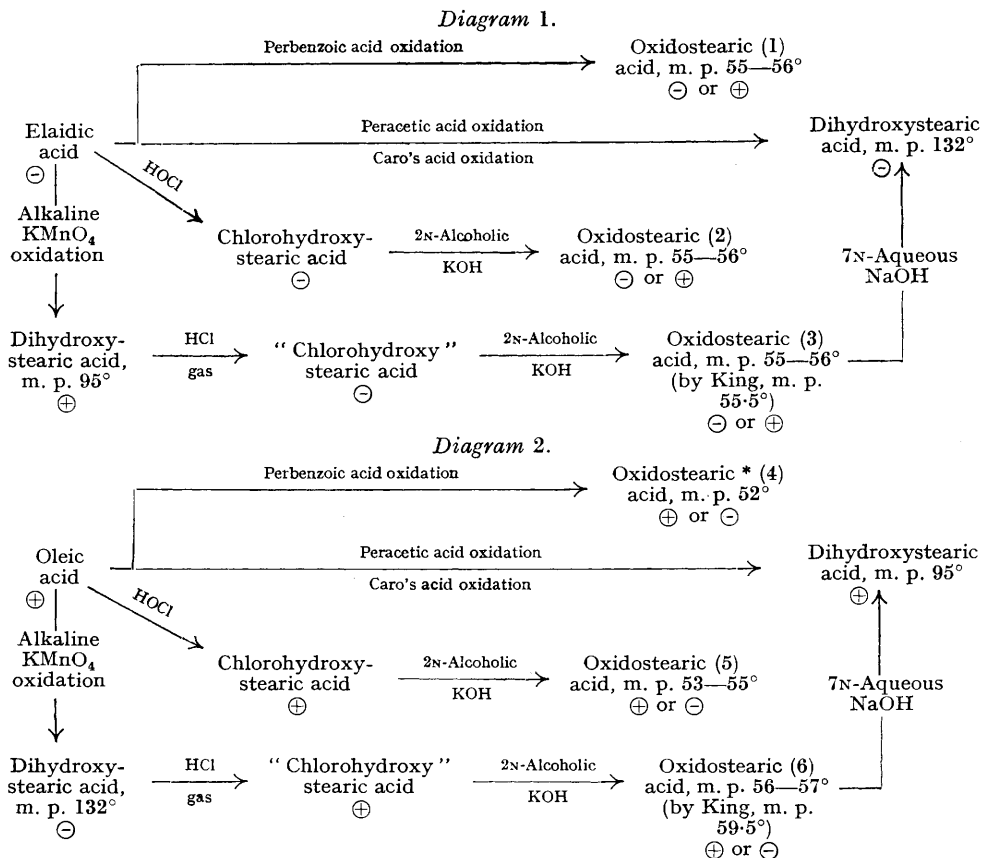 Diagram 1.
Perbenzoic acid oxidation
Oxidostearic (1)
acid, m. p. 55—56°
⊖ or ⊕
Elaidic
acid
⊖
Peracetic acid oxidation
Caro's acid oxidation
Dihydroxystearic
acid, m. p. 132°
⊖
HOCl
Alkaline
KMnO₄
oxidation
Chlorohydroxy-
stearic acid
⊖
2N-Alcoholic
KOH
Oxidostearic (2)
acid, m. p. 55—56°
⊖ or ⊕
7N-Aqueous
NaOH
Dihydroxy-
stearic acid,
m. p. 95°
⊕
HCl
gas
" Chlorohydroxy "
stearic acid
⊖
2N-Alcoholic
KOH
Oxidostearic (3)
acid, m. p. 55—56°
(by King, m. p.
55·5°)
⊖ or ⊕
Diagram 2.
Perbenzoic acid oxidation
Oxidostearic * (4)
acid, m. p. 52°
⊕ or ⊖
Oleic
acid
⊕
Peracetic acid oxidation
Caro's acid oxidation
Dihydroxystearic
acid, m. p. 95°
⊕
HOCl
Alkaline
KMnO₄
oxidation
Chlorohydroxy-
stearic acid
⊕
2N-Alcoholic
KOH
Oxidostearic (5)
acid, m. p. 53—55°
⊕ or ⊖
7N-Aqueous
NaOH
Dihydroxy-
stearic acid,
m. p. 132°
⊖
HCl
gas
" Chlorohydroxy "
stearic acid
⊕
2N-Alcoholic
KOH
Oxidostearic (6)
acid, m. p. 56—57°
(by King, m. p.
59·5°)
⊕ or ⊖